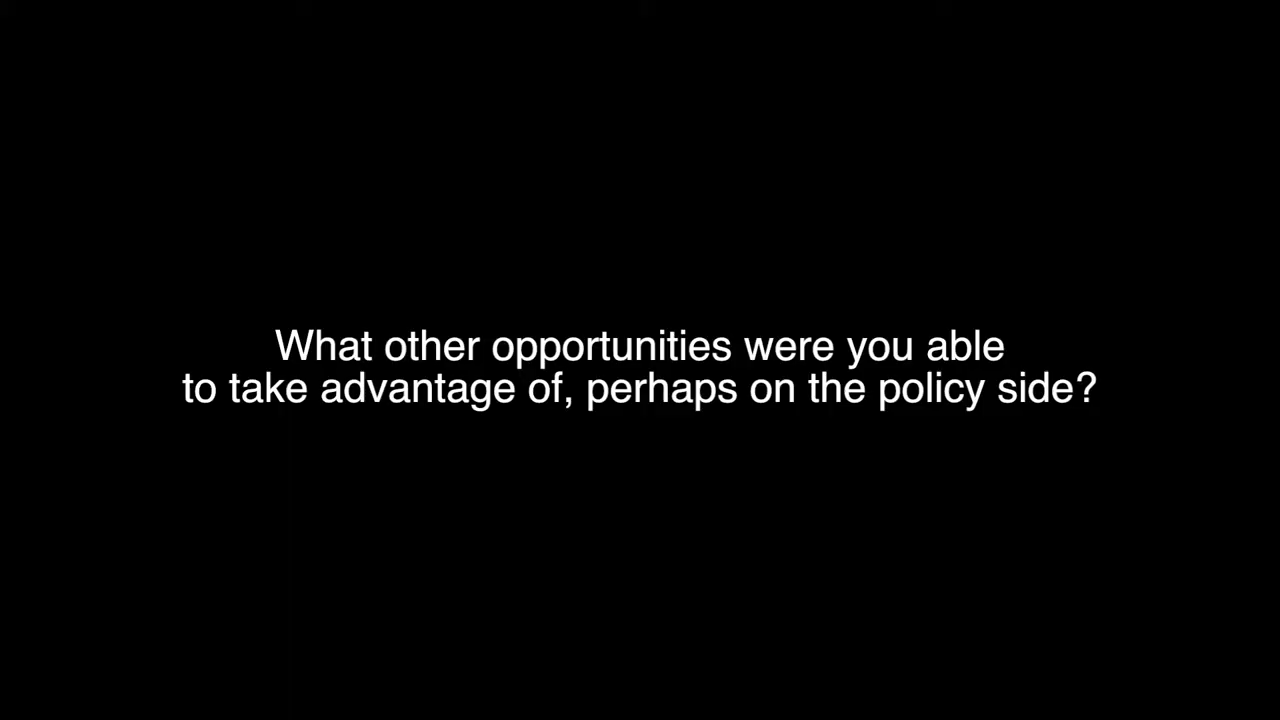 What other opportunities were you able
to take advantage of, perhaps on the policy side?